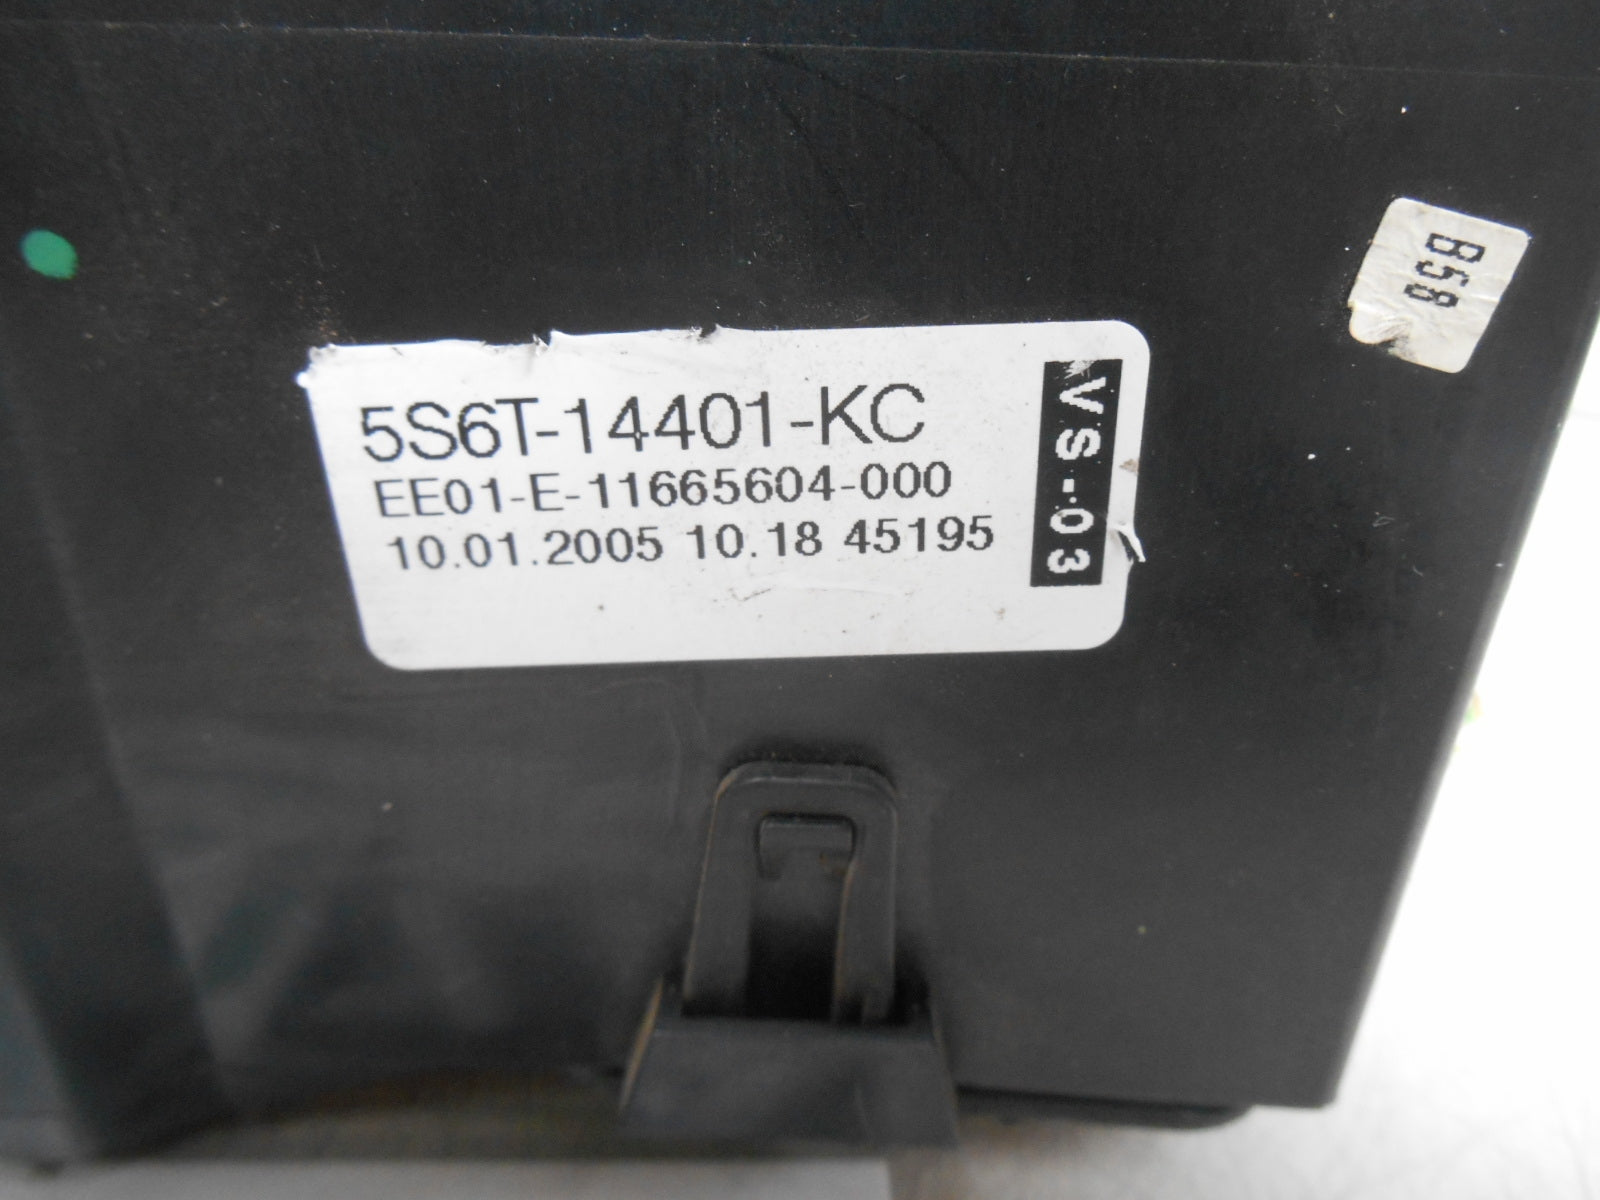 5S6T-14401-KC
EE01-E-11665604-000
10.01.2005 10.18 45195
VS-03
B58